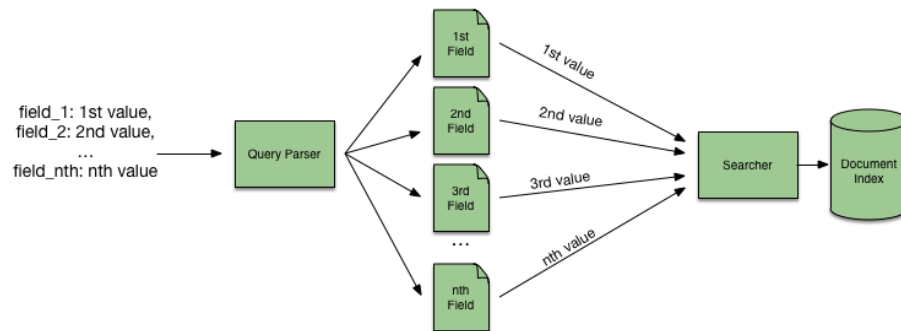 field_1: 1st value,
field_2: 2nd value,
...
field_nth: nth value
Query Parser
1st
Field
2nd
Field
3rd
Field
...
nth
Field
1st value
2nd value
3rd value
nth value
Searcher
Document
Index